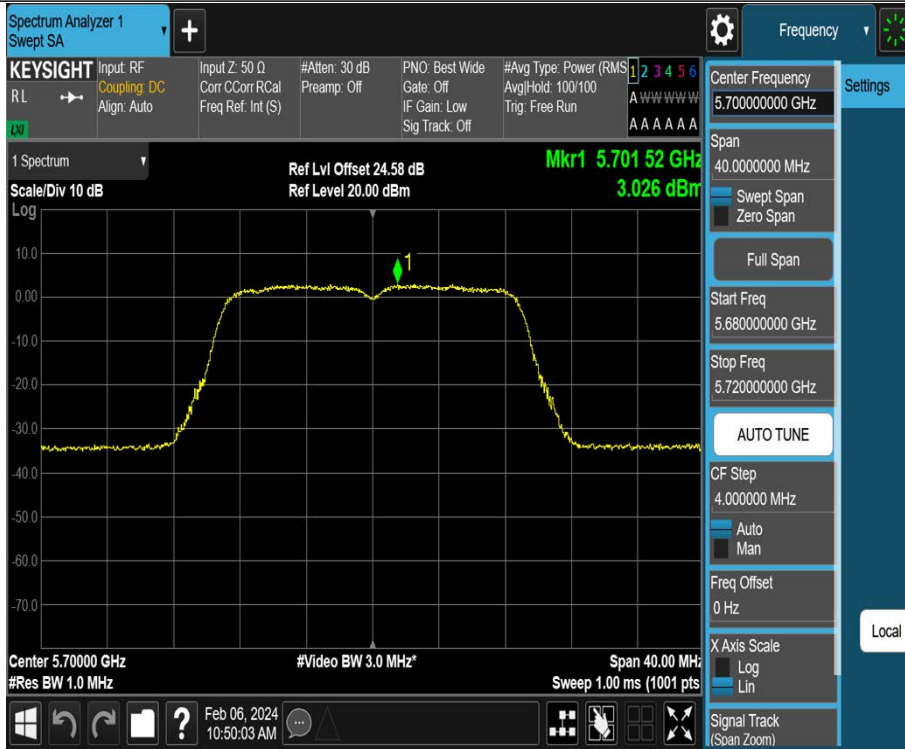 Spectrum Analyzer 1
Swept SA
+
Frequency
KEYSIGHT
RL
LXI
Input: RF
Coupling: DC
Align: Auto
Input Z: 50 Ω
Corr CCorr RCal
Freq Ref: Int (S)
#Atten: 30 dB
Preamp: Off
PNO: Best Wide
Gate: Off
IF Gain: Low
Sig Track: Off
#Avg Type: Power (RMS
Avg|Hold: 100/100
Trig: Free Run
1 2 3 4 5 6
A W W W W W
A A A A A A
1 Spectrum
Scale/Div 10 dB
Log
Ref Lvl Offset 24.58 dB
Ref Level 20.00 dBm
Mkr1 5.701 52 GHz
3.026 dBm
1
10.0
0.00
-10.0
-20.0
-30.0
-40.0
-50.0
-60.0
-70.0
Center 5.70000 GHz
#Res BW 1.0 MHz
#Video BW 3.0 MHz*
Span 40.00 MHz
Sweep 1.00 ms (1001 pts
Feb 06, 2024
10:50:03 AM
?
Center Frequency
5.700000000 GHz
Settings
Span
40.0000000 MHz
Swept Span
Zero Span
Full Span
Start Freq
5.680000000 GHz
Stop Freq
5.720000000 GHz
AUTO TUNE
CF Step
4.000000 MHz
Auto
Man
Freq Offset
0 Hz
Local
X Axis Scale
Log
Lin
Signal Track
(Span Zoom)